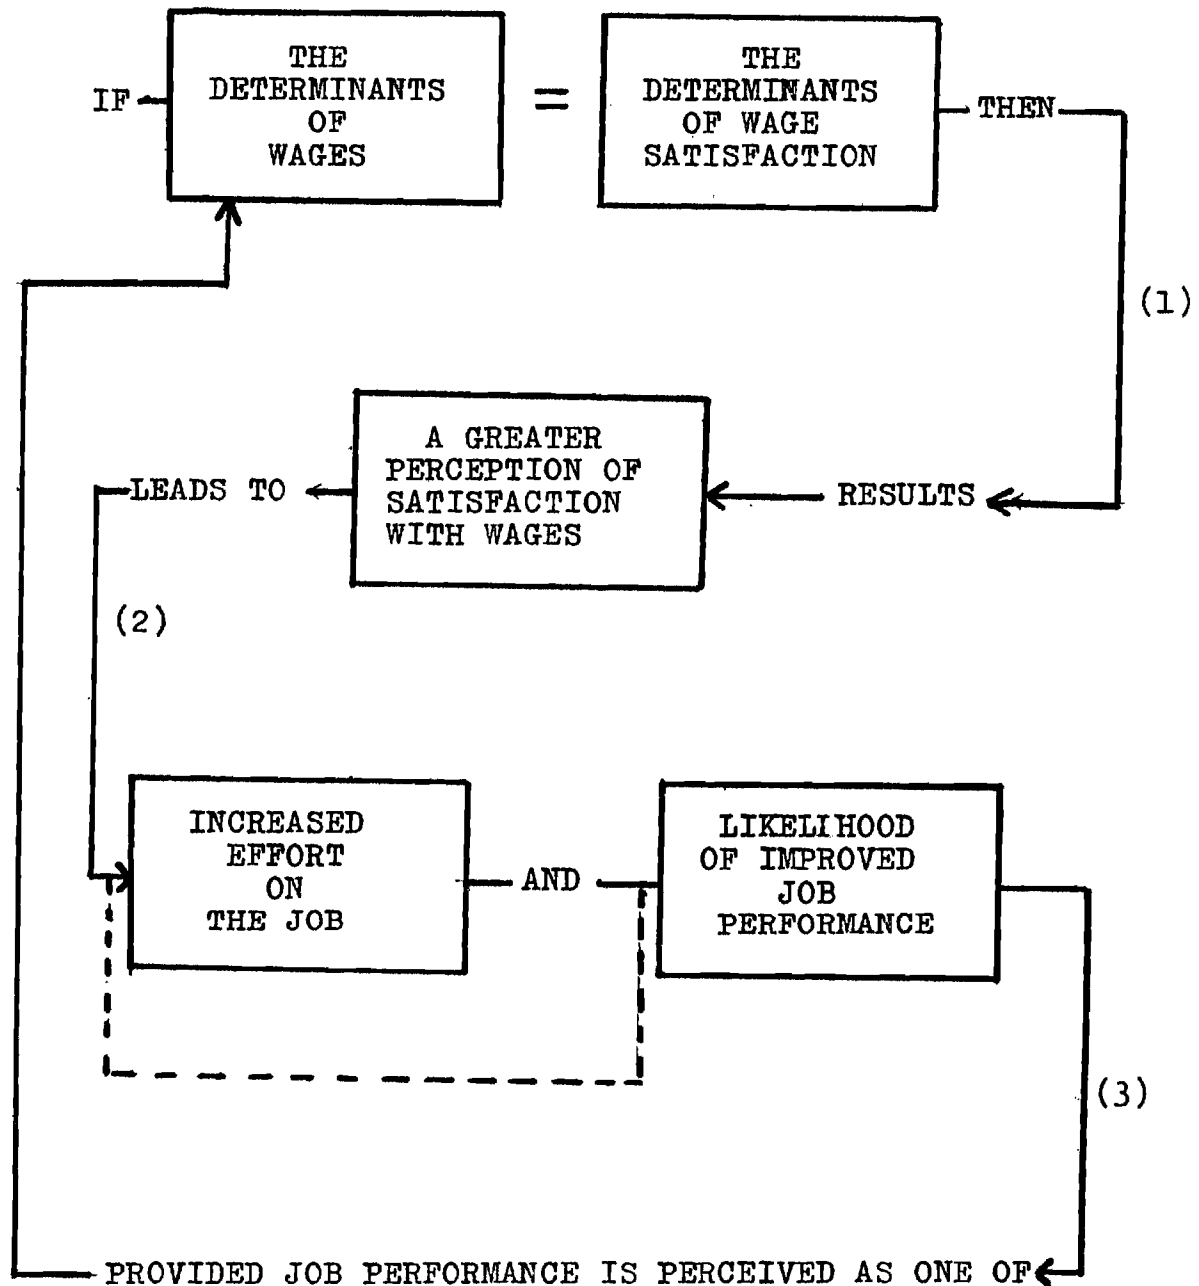 IF
THE
DETERMINANTS
OF
WAGES
=
THE
DETERMINANTS
OF WAGE
SATISFACTION
THEN
(1)
RESULTS
A GREATER
PERCEPTION OF
SATISFACTION
WITH WAGES
LEADS TO
(2)
INCREASED
EFFORT
ON
THE JOB
AND
LIKELIHOOD
OF IMPROVED
JOB
PERFORMANCE
(3)
PROVIDED JOB PERFORMANCE IS PERCEIVED AS ONE OF